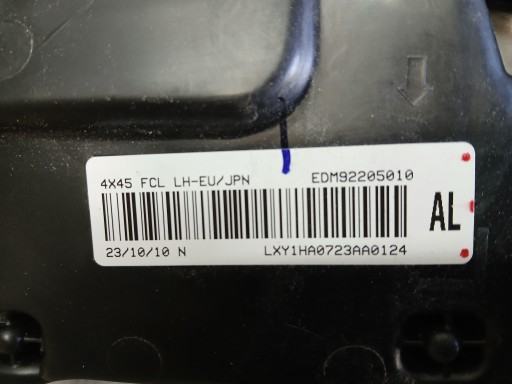 4X45 FCL LH-EU/JPN EDM92205010
AL
23/10/10 N LXY1HA0723AA0124